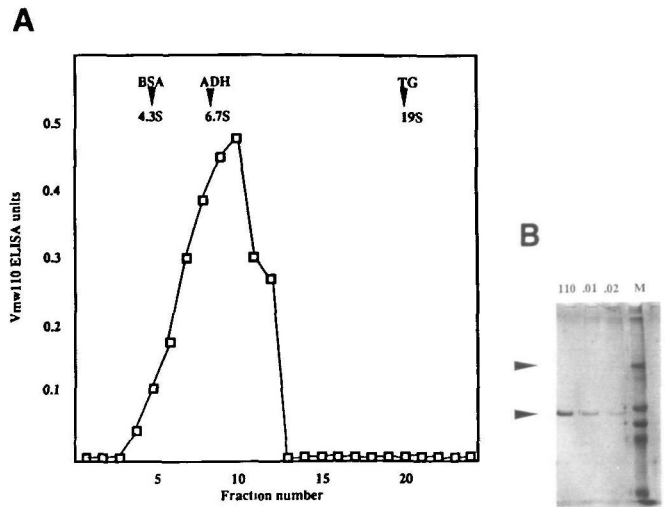 A
BSA ADH TG
4.3S 6.7S 19S
0.5
0.4
0.3
0.2
0.1
Vmw110 ELISA units
5 10 15 20
Fraction number
B
110 .01 .02 M